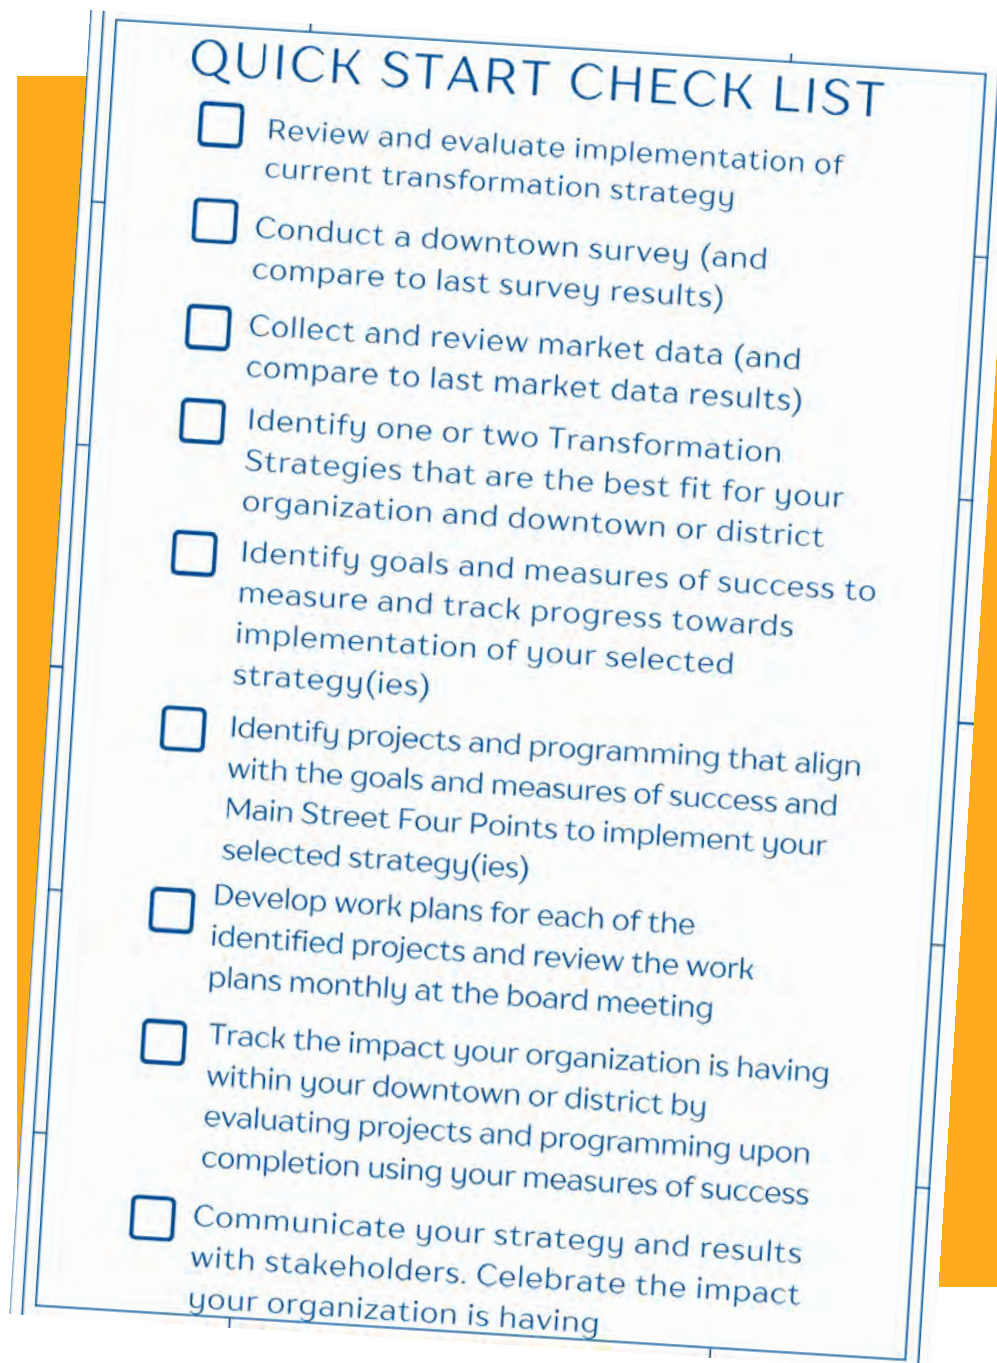 QUICK START CHECK LIST
Review and evaluate implementation of
current transformation strategy
Conduct a downtown survey (and
compare to last survey results)
Collect and review market data (and
compare to last market data results)
Identify one or two Transformation
Strategies that are the best fit for your
organization and downtown or district
Identify goals and measures of success to
measure and track progress towards
implementation of your selected
strategy(ies)
Identify projects and programming that align
with the goals and measures of success and
Main Street Four Points to implement your
selected strategy(ies)
Develop work plans for each of the
identified projects and review the work
plans monthly at the board meeting
Track the impact your organization is having
within your downtown or district by
evaluating projects and programming upon
completion using your measures of success
Communicate your strategy and results
with stakeholders. Celebrate the impact
your organization is having